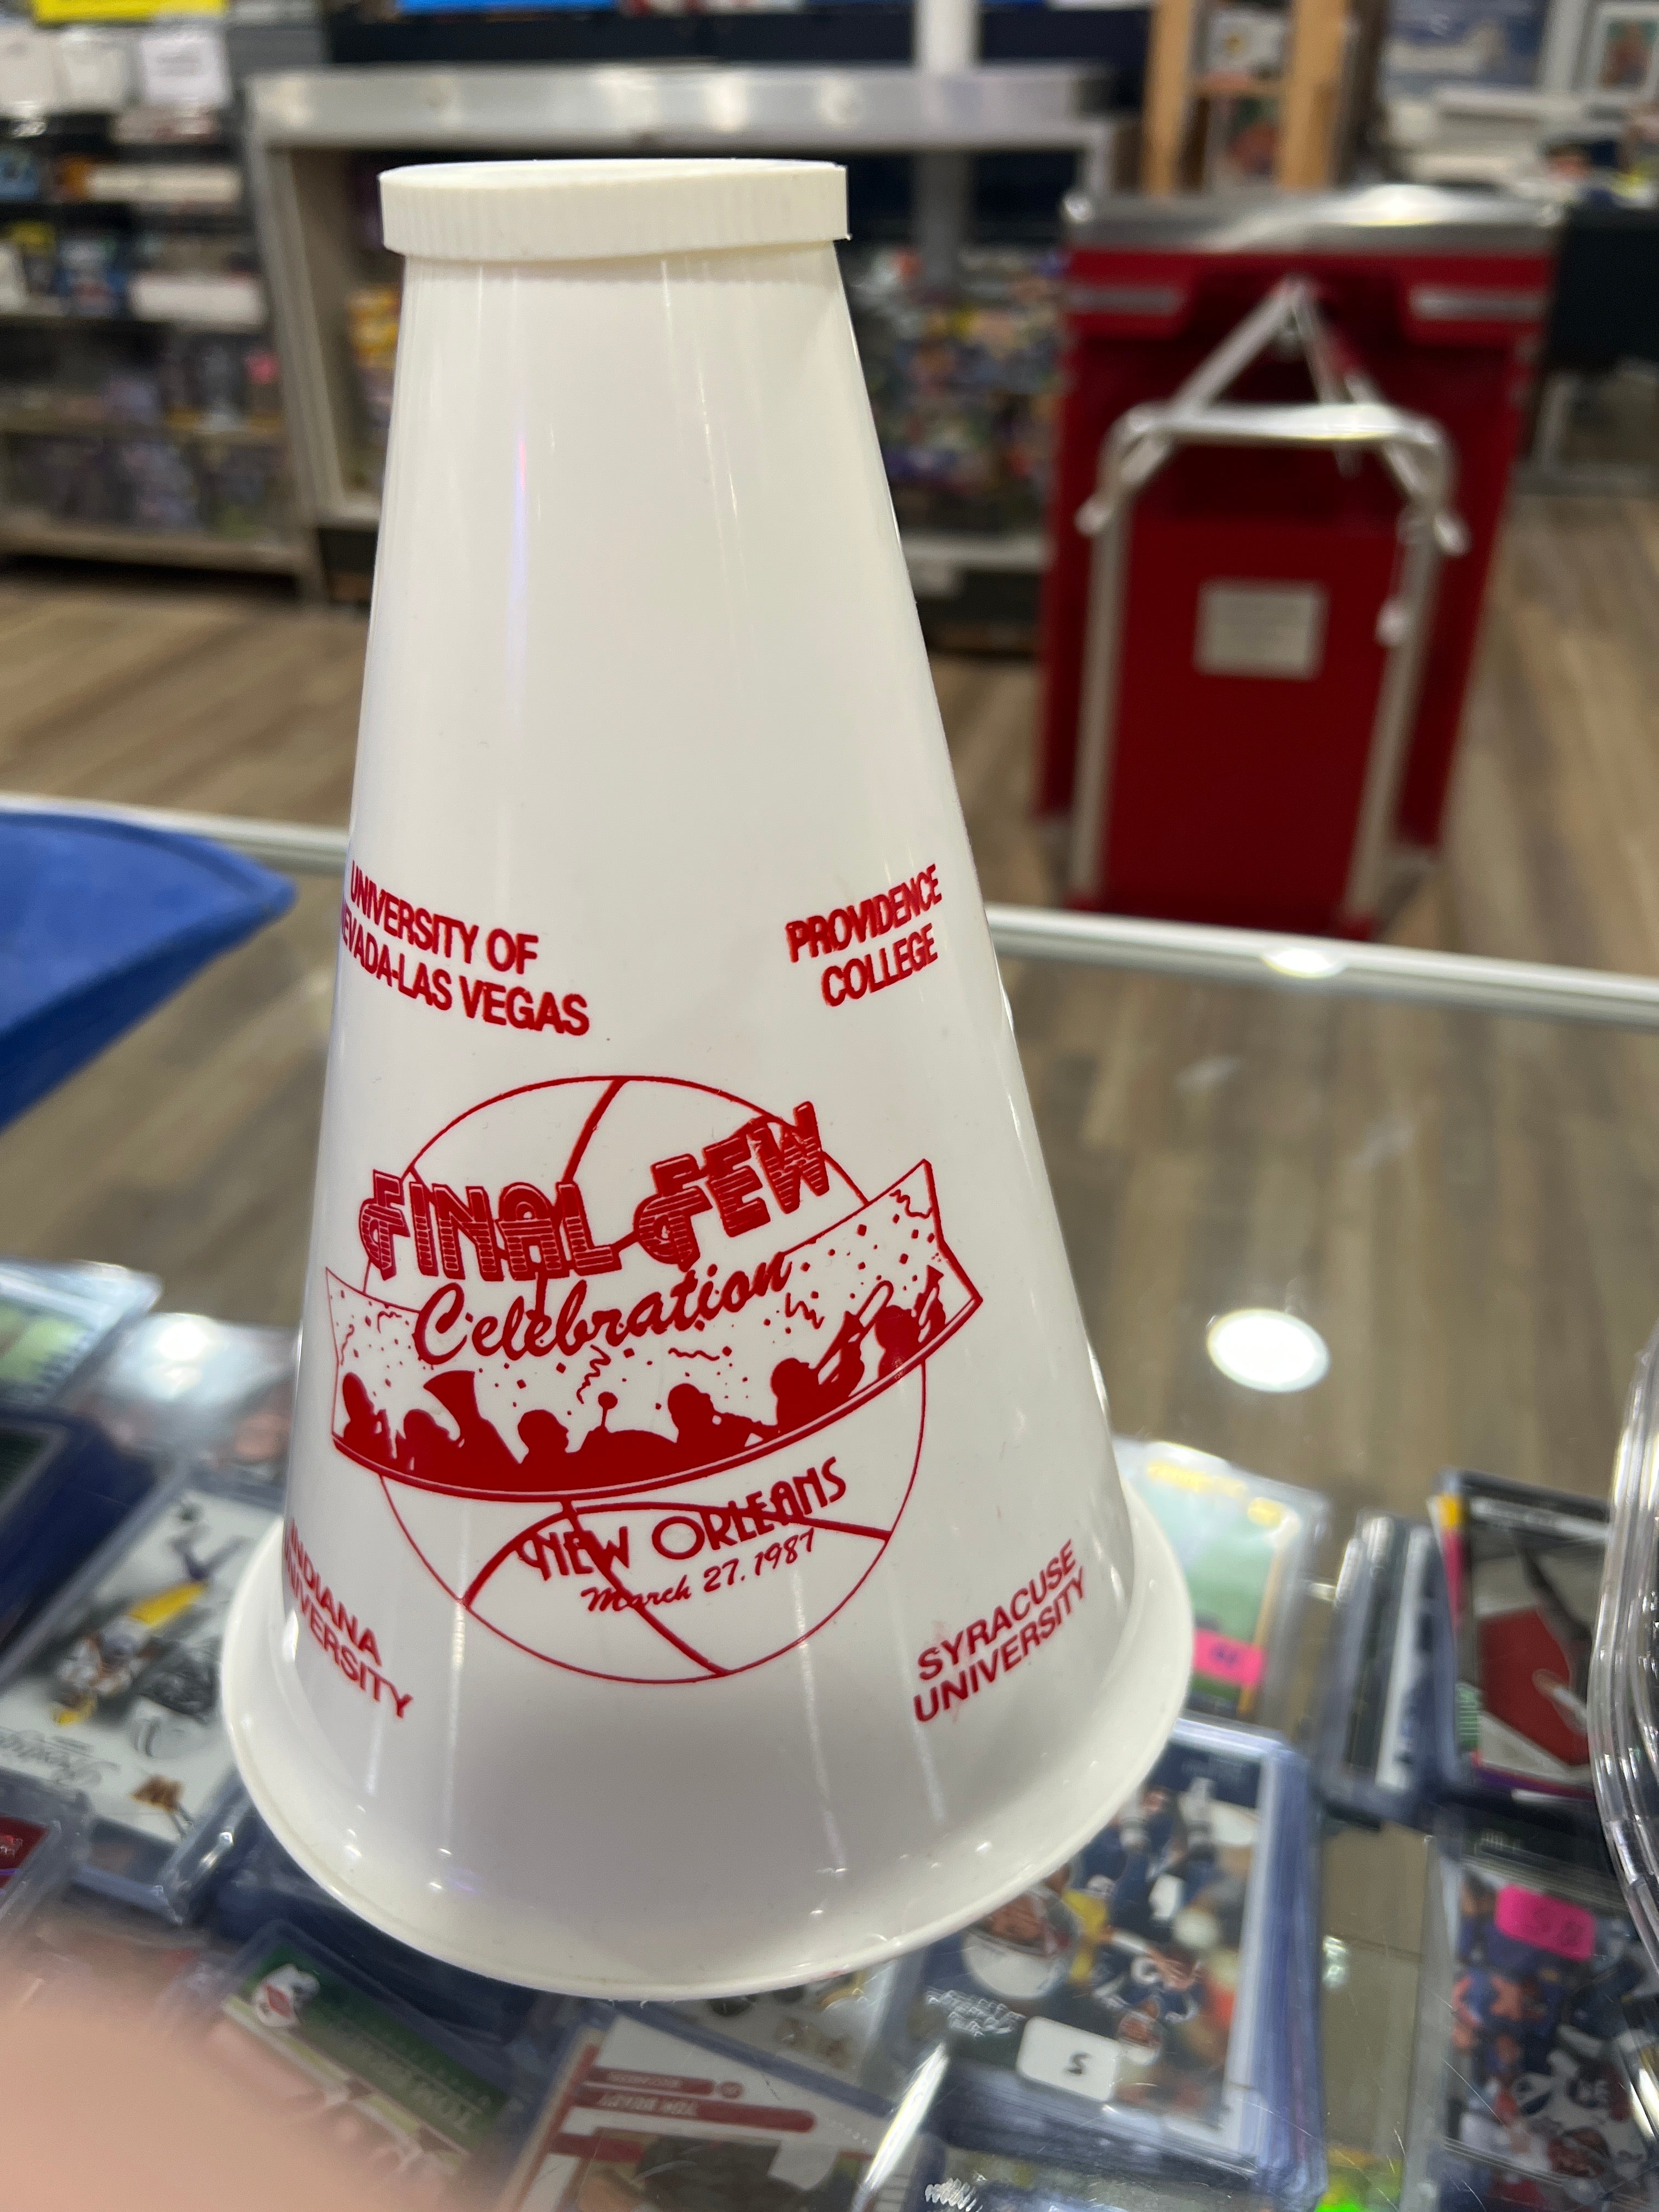 UNIVERSITY OF
NEVADA-LAS VEGAS
PROVIDENCE
COLLEGE
FINAL FEW
Celebration
NEW ORLEANS
March 27, 1987
INDIANA
UNIVERSITY
SYRACUSE
UNIVERSITY
5